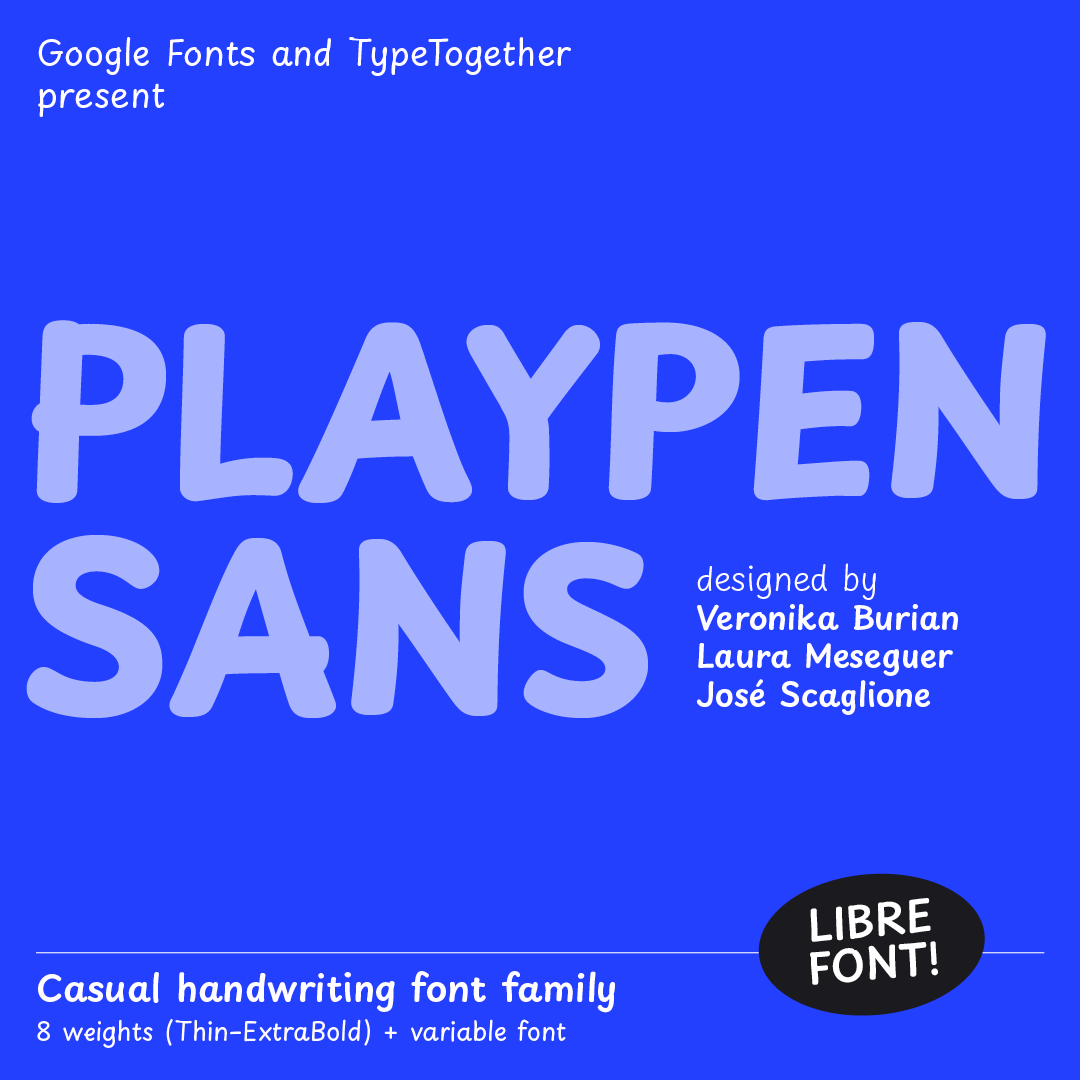 Google Fonts and TypeTogether
present
PLAYPEN
SANS
designed by
Veronika Burian
Laura Meseguer
José Scaglione
LIBRE
FONT!
Casual handwriting font family
8 weights (Thin-ExtraBold) + variable font